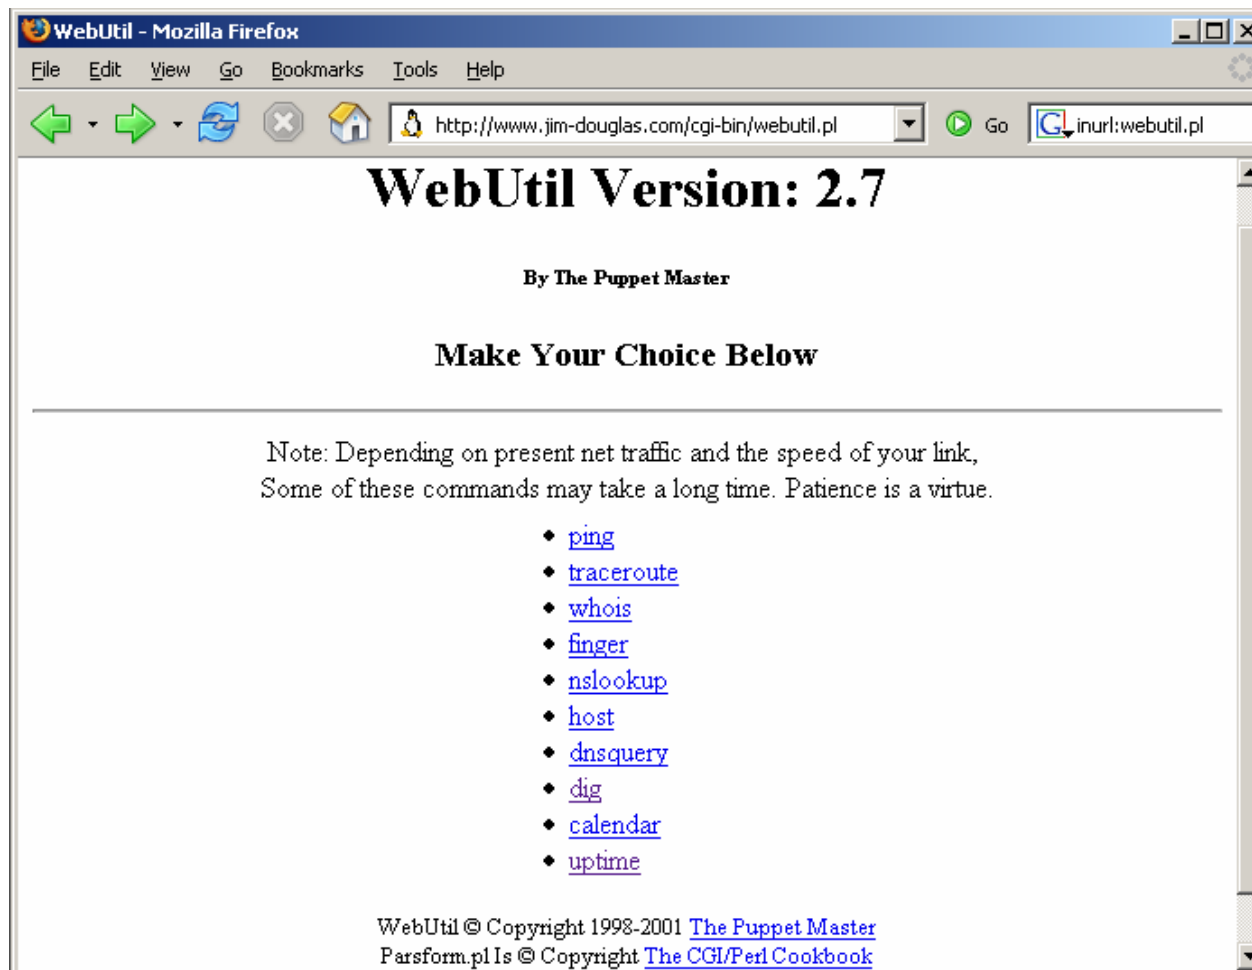 WebUtil - Mozilla Firefox
File Edit View Go Bookmarks Tools Help
http://www.jim-douglas.com/cgi-bin/webutil.pl Go G inurl:webutil.pl
WebUtil Version: 2.7
By The Puppet Master
Make Your Choice Below
Note: Depending on present net traffic and the speed of your link,
Some of these commands may take a long time. Patience is a virtue.
ping
traceroute
whois
finger
nslookup
host
dnsquery
dig
calendar
uptime
WebUtil © Copyright 1998-2001 The Puppet Master
Parsform.pl Is © Copyright The CGI/Perl Cookbook